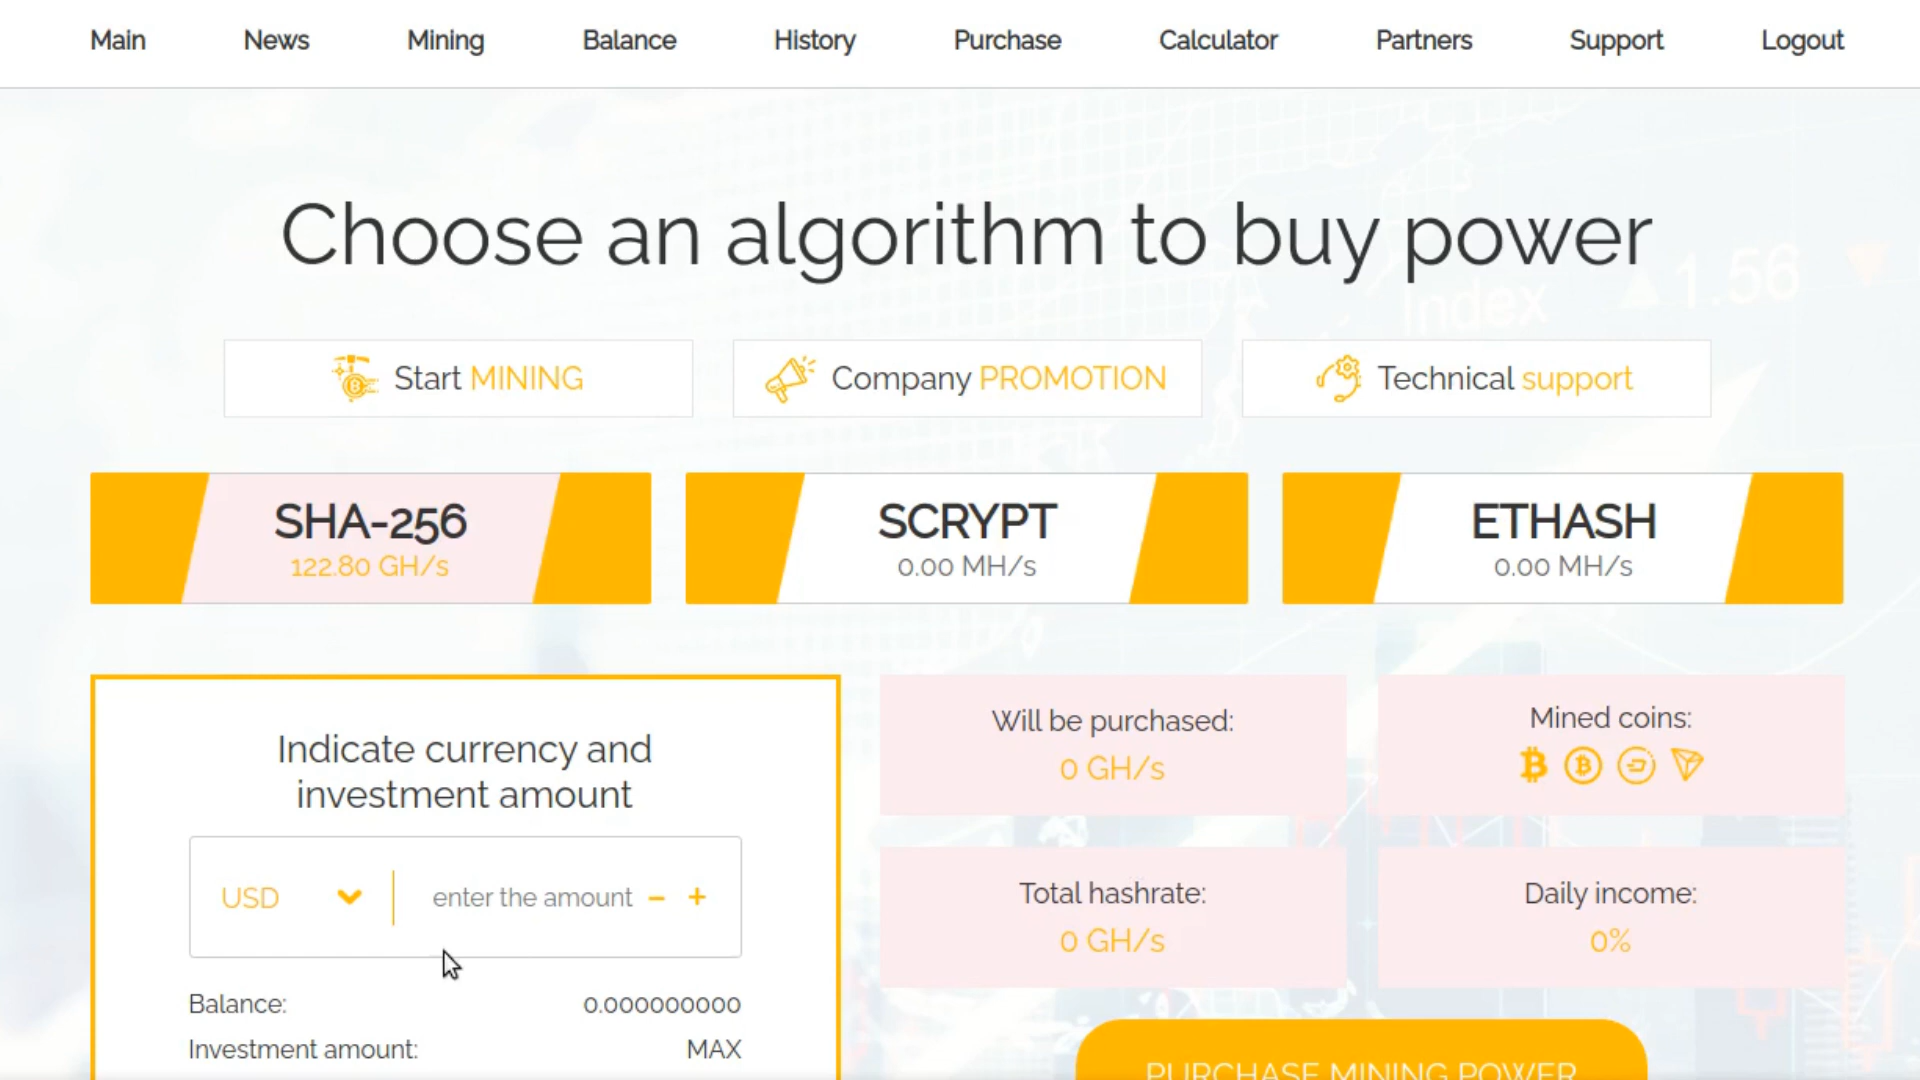 Main News Mining Balance History Purchase Calculator Partners Support Logout
Choose an algorithm to buy power
Index 1.56
Start MINING
Company PROMOTION
Technical support
SHA-256
122.80 GH/s
SCRYPT
0.00 MH/s
ETHASH
0.00 MH/s
Indicate currency and
investment amount
USD enter the amount - +
Balance: 0.000000000
Investment amount: MAX
Will be purchased:
0 GH/s
Mined coins:
Total hashrate:
0 GH/s
Daily income:
0%
PURCHASE MINING POWER